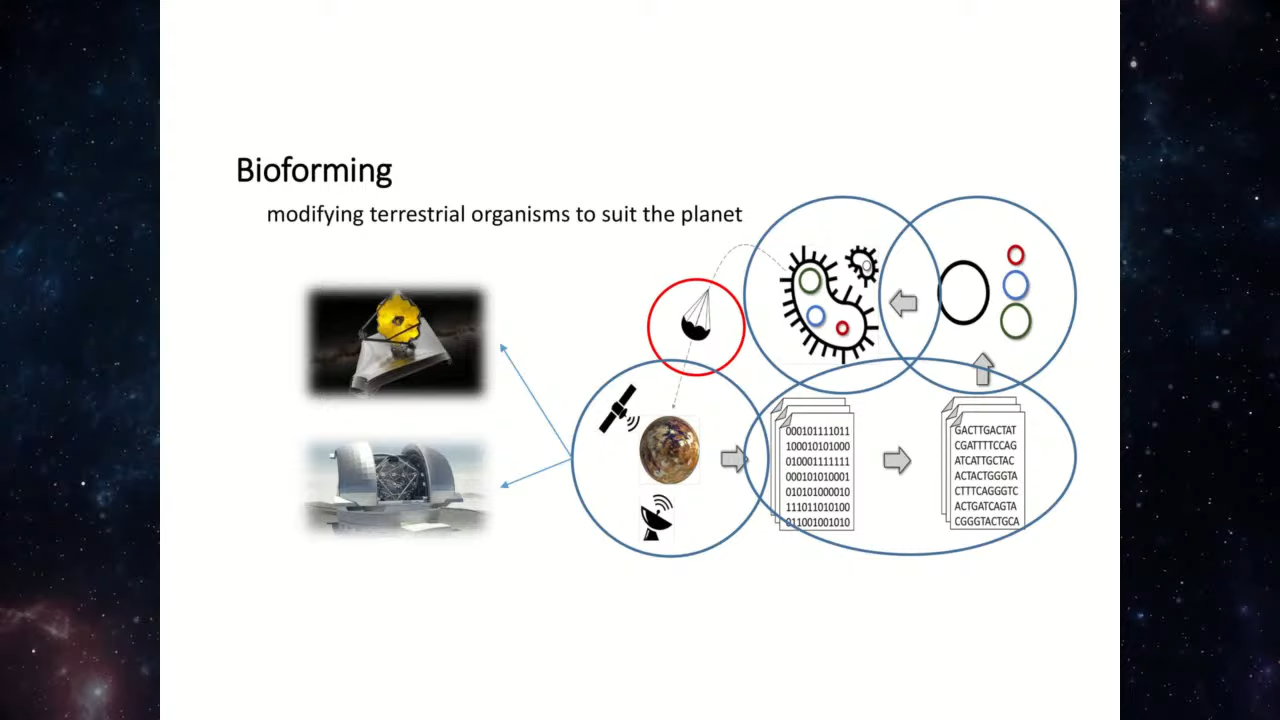 Bioforming
modifying terrestrial organisms to suit the planet
000101111011
100010101000
010001111111
000101010001
010101000010
111011010100
011001001010
GACTTGACTAT
CGATTTTCCAG
ATCATTGCTAC
ACTACTGGGTA
CTTTCAGGGTC
ACTGATCAGTA
CGGGTACTGCA